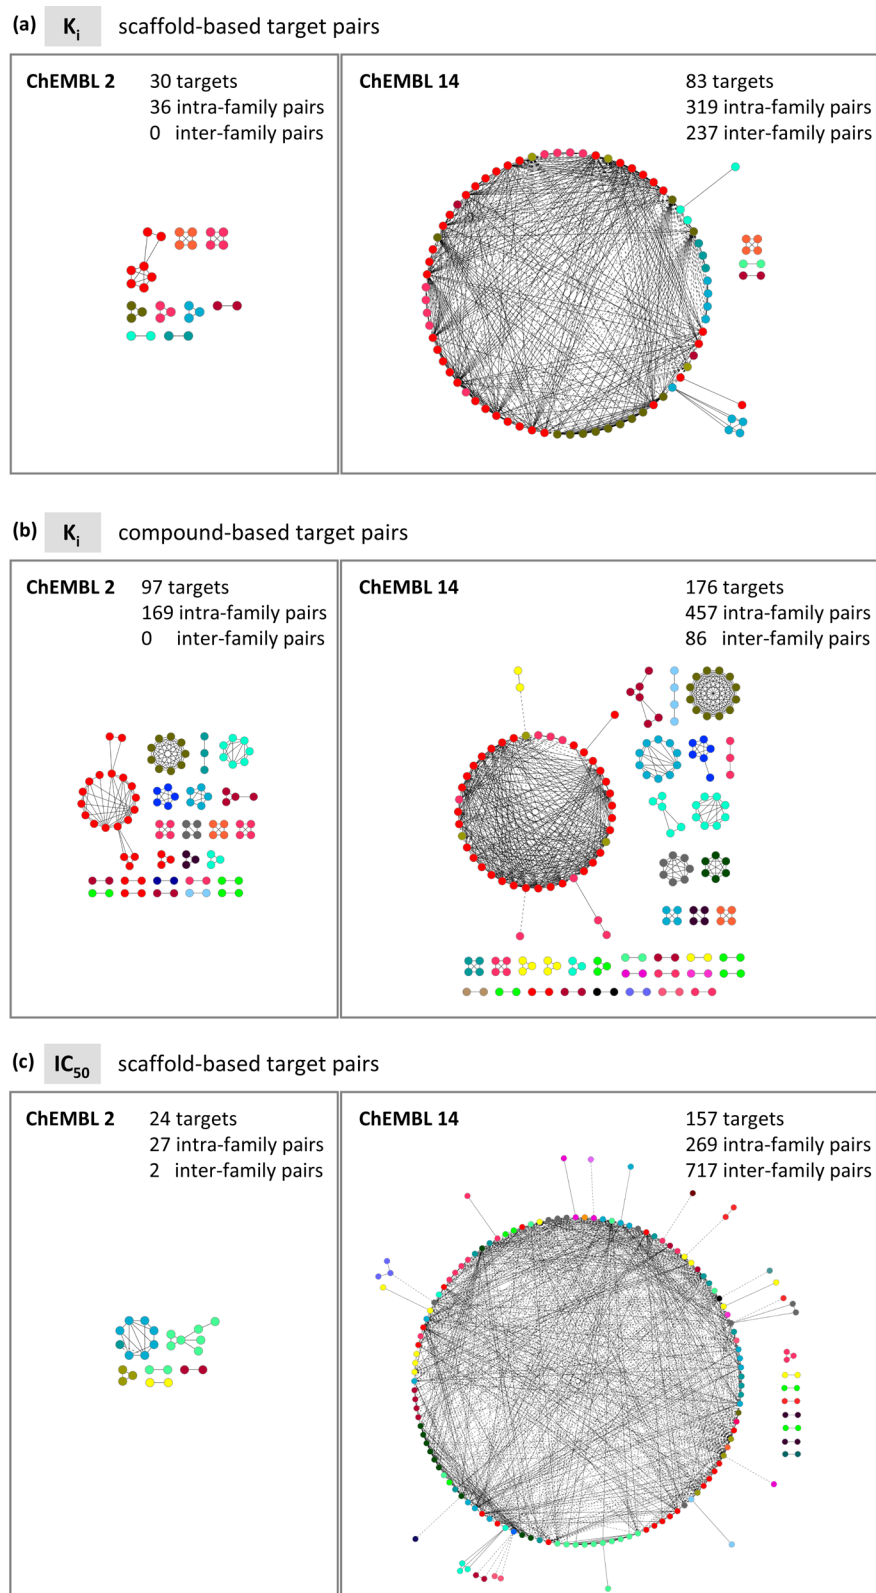 (a) Ki scaffold-based target pairs
ChEMBL 2 30 targets
36 intra-family pairs
0 inter-family pairs
ChEMBL 14 83 targets
319 intra-family pairs
237 inter-family pairs
(b) Ki compound-based target pairs
ChEMBL 2 97 targets
169 intra-family pairs
0 inter-family pairs
ChEMBL 14 176 targets
457 intra-family pairs
86 inter-family pairs
(c) IC50 scaffold-based target pairs
ChEMBL 2 24 targets
27 intra-family pairs
2 inter-family pairs
ChEMBL 14 157 targets
269 intra-family pairs
717 inter-family pairs